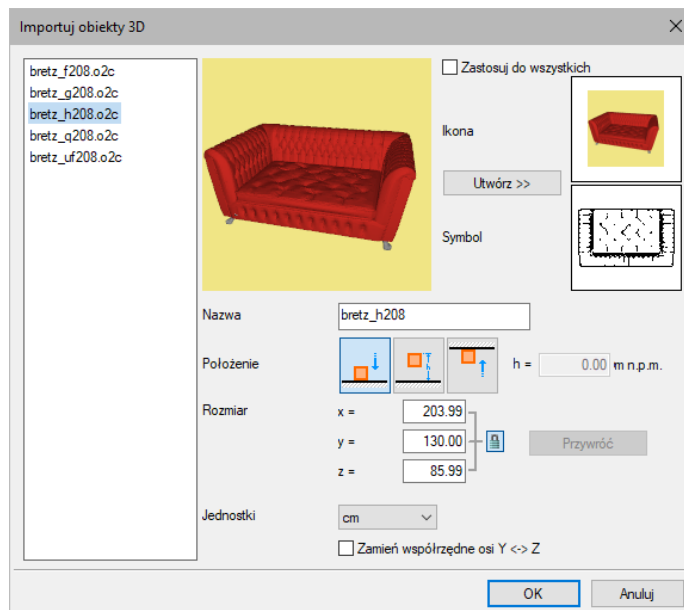 Importuj obiekty 3D
bretz_f208.o2c
bretz_g208.o2c
bretz_h208.o2c
bretz_q208.o2c
bretz_uf208.o2c
Zastosuj do wszystkich
Ikona
Utwórz >>
Symbol
Nazwa
bretz_h208
Położenie
h = 0.00 m n.p.m.
Rozmiar
x = 203.99
y = 130.00
z = 85.99
Przywróć
Jednostki
cm
Zamień współrzędne osi Y <-> Z
OK
Anuluj